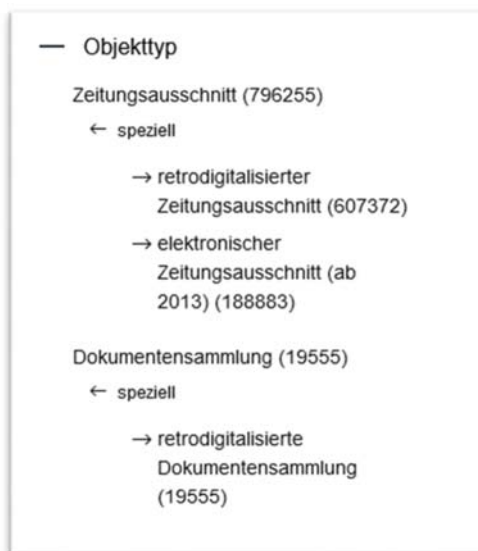 — Objekttyp
Zeitungsausschnitt (796255)
← speziell
→ retrodigitalisierter
Zeitungsausschnitt (607372)
→ elektronischer
Zeitungsausschnitt (ab
2013) (188883)
Dokumentensammlung (19555)
← speziell
→ retrodigitalisierte
Dokumentensammlung
(19555)